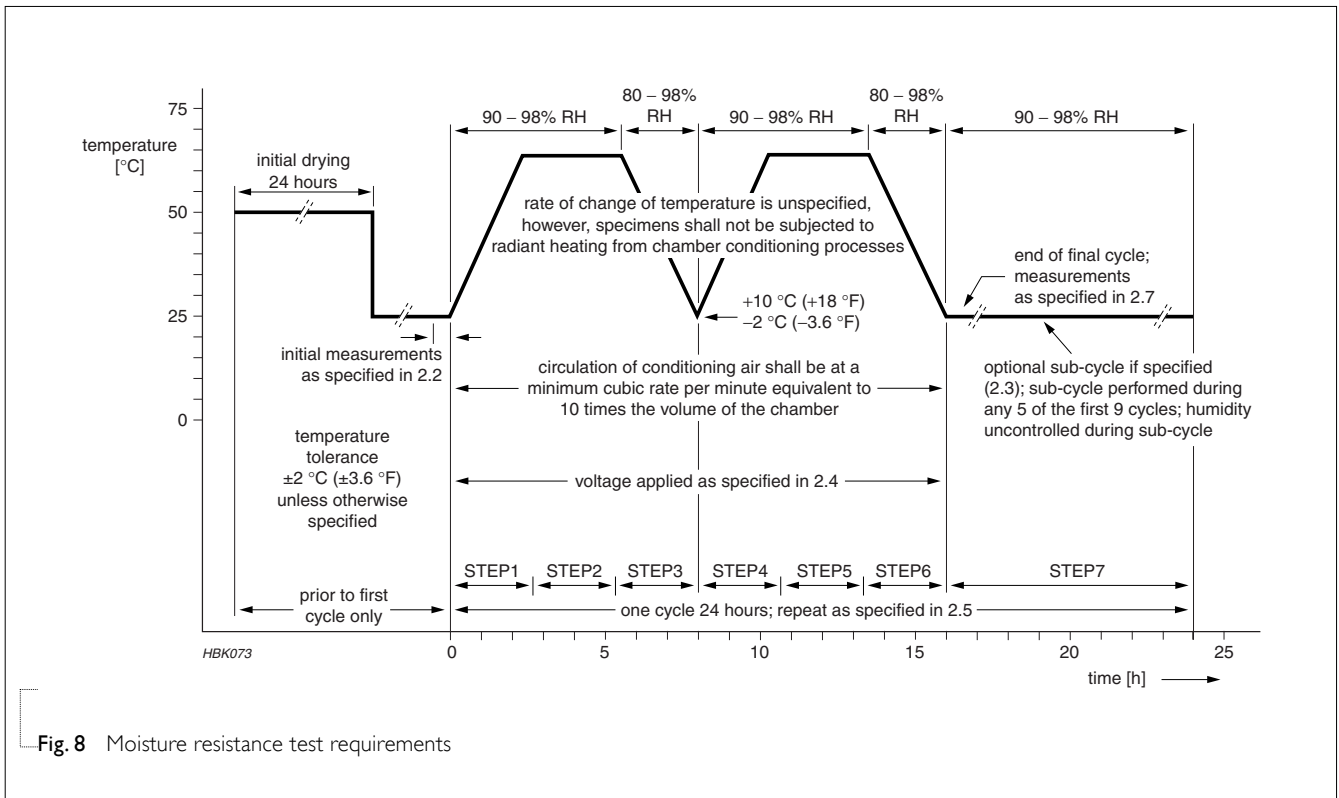 80 – 98%
RH
80 – 98%
RH
90 – 98% RH
90 – 98% RH
90 – 98% RH
75
50
25
0
temperature
[°C]
initial drying
24 hours
rate of change of temperature is unspecified,
however, specimens shall not be subjected to
radiant heating from chamber conditioning processes
end of final cycle;
measurements
as specified in 2.7
+10 °C (+18 °F)
−2 °C (−3.6 °F)
initial measurements
as specified in 2.2
circulation of conditioning air shall be at a
minimum cubic rate per minute equivalent to
10 times the volume of the chamber
optional sub-cycle if specified
(2.3); sub-cycle performed during
any 5 of the first 9 cycles; humidity
uncontrolled during sub-cycle
temperature
tolerance
±2 °C (±3.6 °F)
unless otherwise
specified
voltage applied as specified in 2.4
STEP1 STEP2 STEP3 STEP4 STEP5 STEP6 STEP7
prior to first
cycle only
one cycle 24 hours; repeat as specified in 2.5
HBK073
0 5 10 15 20 25
time [h]
Fig. 8 Moisture resistance test requirements